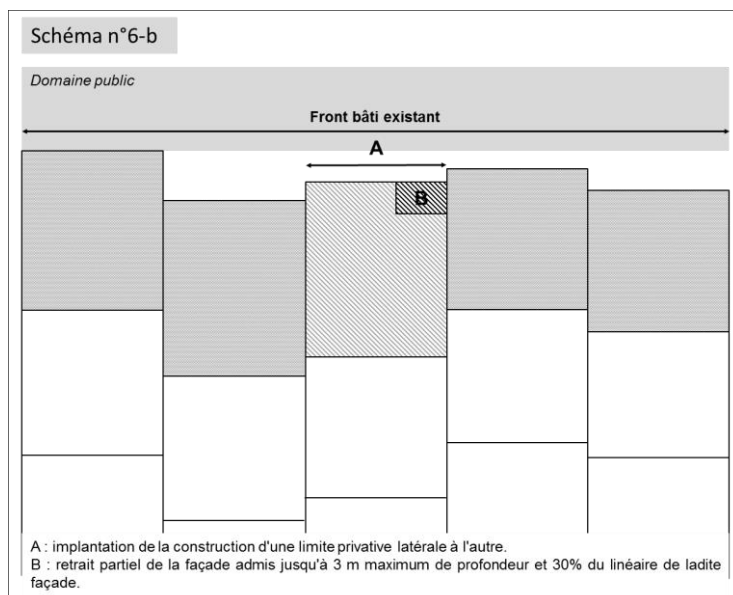 Schéma n°6-b
Domaine public
Front bâti existant
A
B
A : implantation de la construction d'une limite privative latérale à l'autre.
B : retrait partiel de la façade admis jusqu'à 3 m maximum de profondeur et 30% du linéaire de ladite
façade.